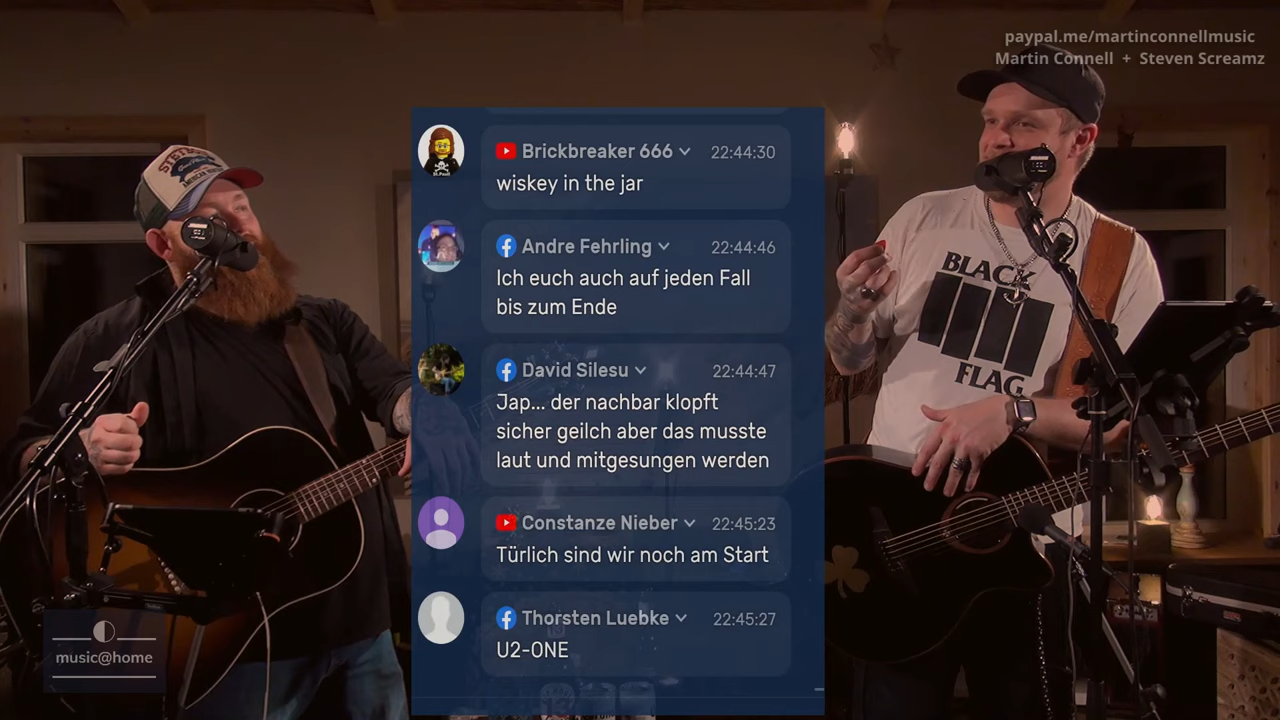 paypal.me/martinconnellmusic
Martin Connell + Steven Screamz
Brickbreaker 666 22:44:30
wiskey in the jar
Andre Fehrling 22:44:46
Ich euch auch auf jeden Fall
bis zum Ende
David Silesu 22:44:47
Jap... der nachbar klopft
sicher geilch aber das musste
laut und mitgesungen werden
Constanze Nieber 22:45:23
Türlich sind wir noch am Start
Thorsten Luebke 22:45:27
U2-ONE
BLACK
FLAG
music@home